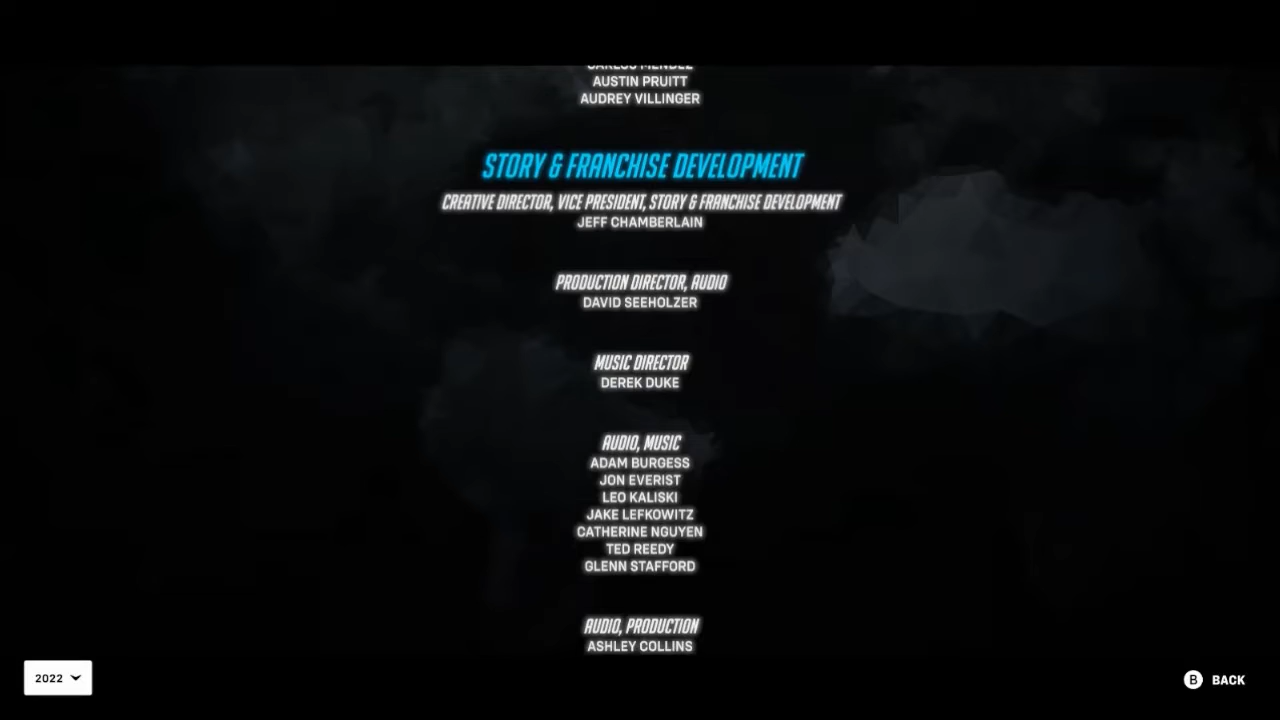 CARLOS MENDEZ
AUSTIN PRUITT
AUDREY VILLINGER
STORY & FRANCHISE DEVELOPMENT
CREATIVE DIRECTOR, VICE PRESIDENT, STORY & FRANCHISE DEVELOPMENT
JEFF CHAMBERLAIN
PRODUCTION DIRECTOR, AUDIO
DAVID SEEHOLZER
MUSIC DIRECTOR
DEREK DUKE
AUDIO, MUSIC
ADAM BURGESS
JON EVERIST
LEO KALISKI
JAKE LEFKOWITZ
CATHERINE NGUYEN
TED REEDY
GLENN STAFFORD
AUDIO, PRODUCTION
ASHLEY COLLINS
2022
B BACK